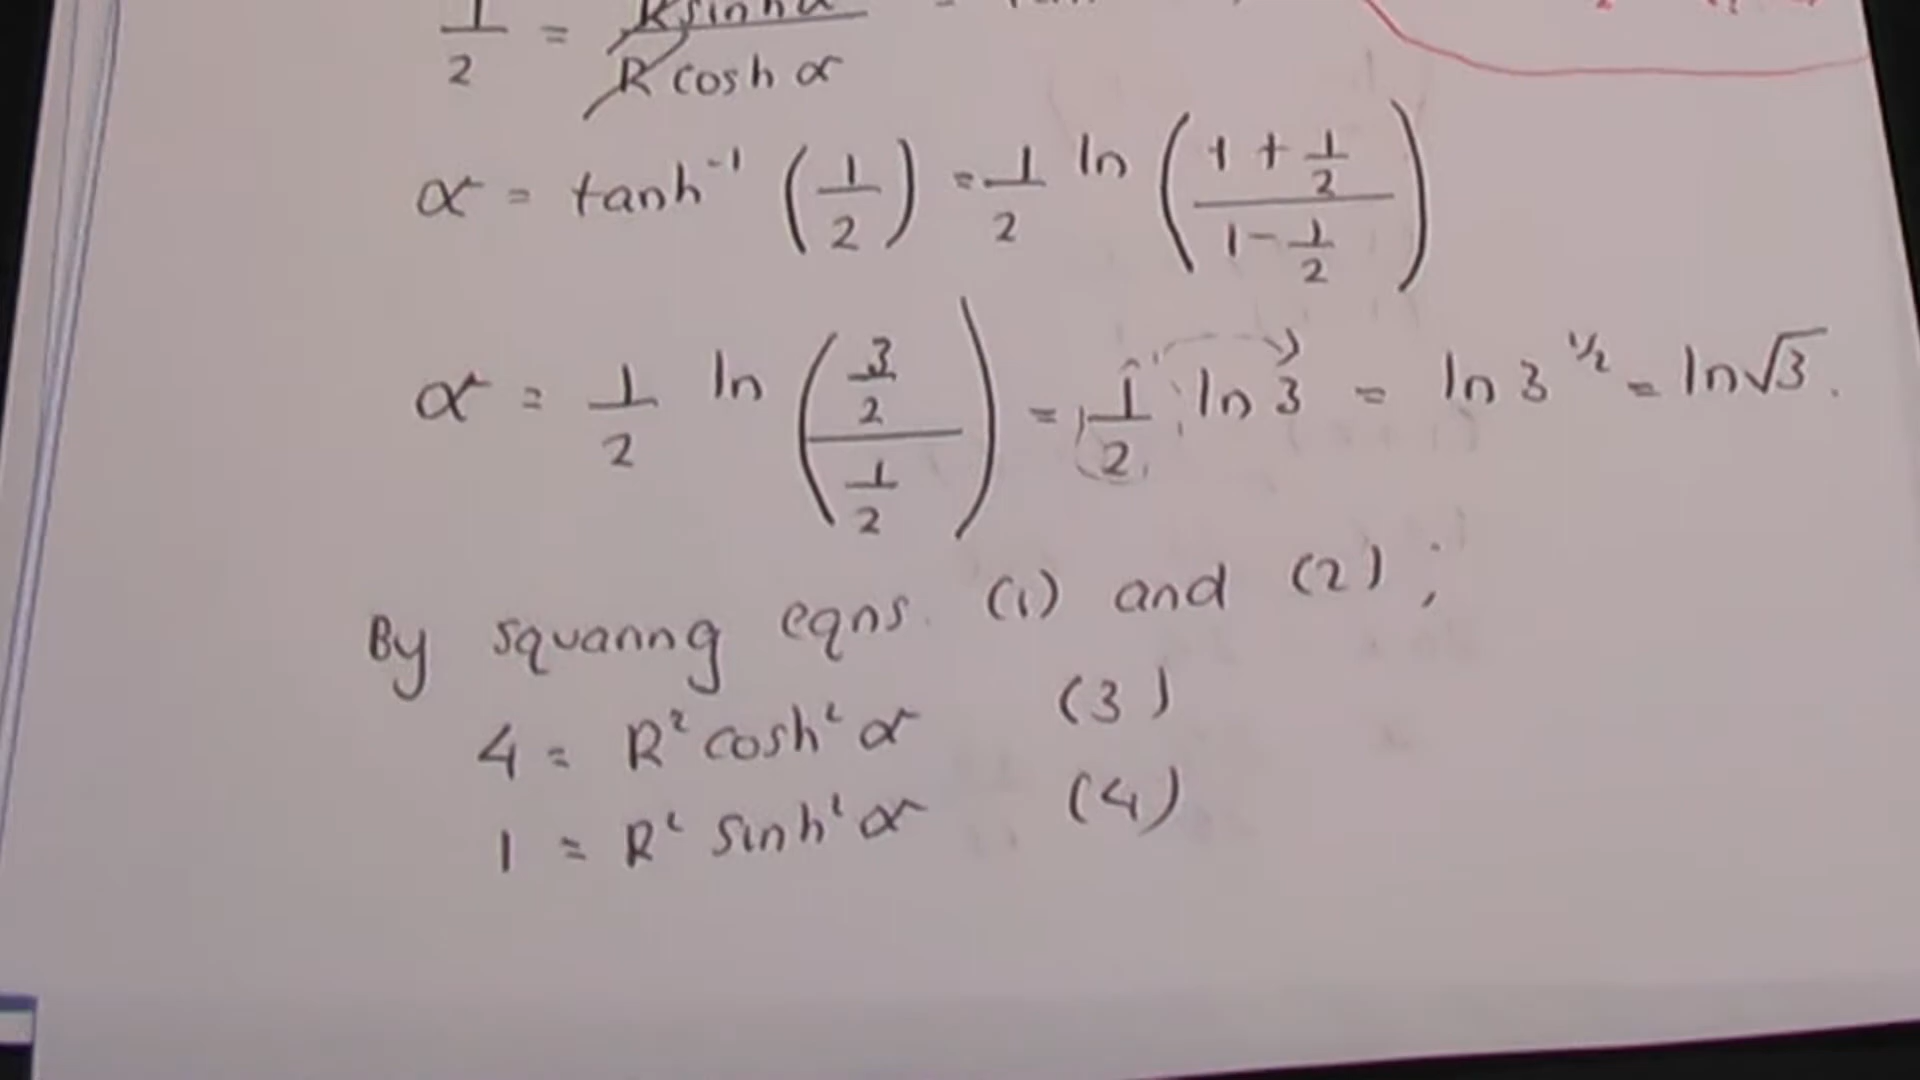 1/2 = R sinh α / R cosh α =
α = tanh⁻¹ (1/2) = 1/2 ln ((1 + 1/2) / (1 - 1/2))
α = 1/2 ln ((3/2) / (1/2)) = 1/2 ln 3 = ln 3^1/2 = ln √3.
By squaring eqns. (1) and (2);
4 = R² cosh² α (3)
1 = R² sinh² α (4)